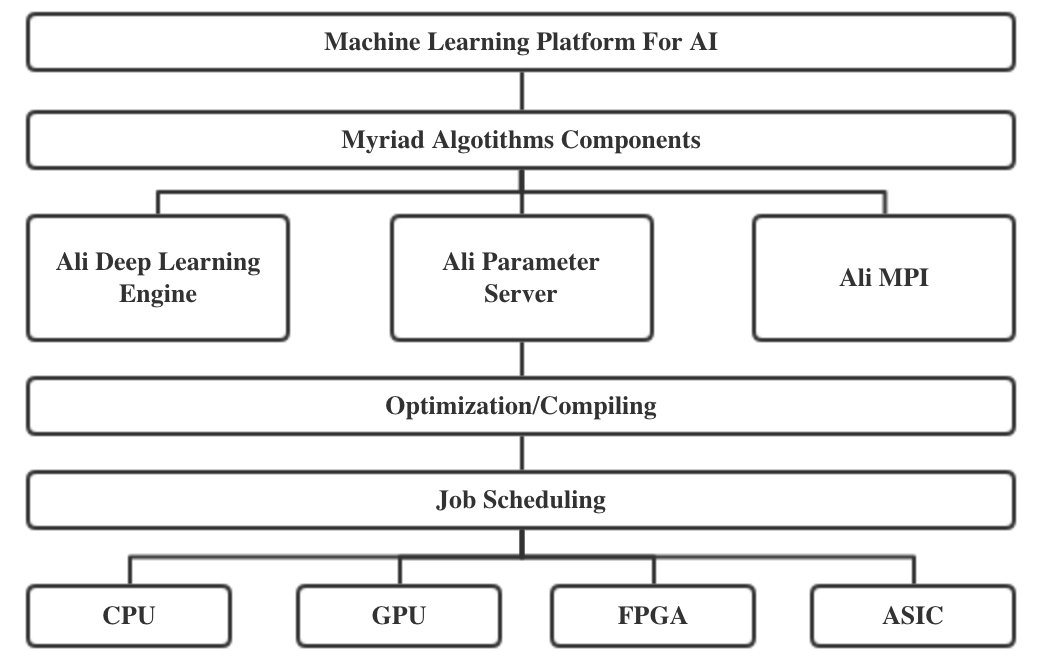 Machine Learning Platform For AI
Myriad Algotithms Components
Ali Deep Learning
Engine
Ali Parameter
Server
Ali MPI
Optimization/Compiling
Job Scheduling
CPU
GPU
FPGA
ASIC